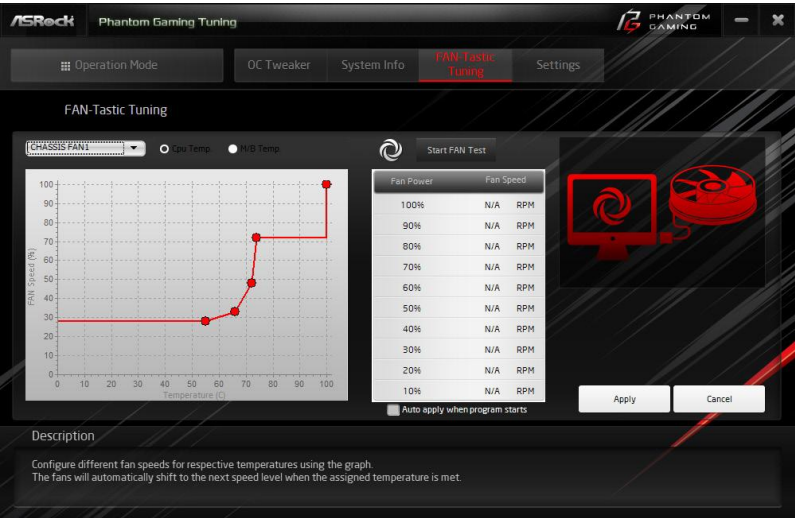 ASRock
Phantom Gaming Tuning
PHANTOM
GAMING
Operation Mode
OC Tweaker
System Info
FAN-Tastic
Tuning
Settings
FAN-Tastic Tuning
CHASSIS FAN1
Cpu Temp.
M/B Temp
Start FAN Test
100
90
80
70
60
50
40
30
20
10
0
FAN Speed (%)
0 10 20 30 40 50 60 70 80 90 100
Temperature (C)
Fan Power Fan Speed
100% N/A RPM
90% N/A RPM
80% N/A RPM
70% N/A RPM
60% N/A RPM
50% N/A RPM
40% N/A RPM
30% N/A RPM
20% N/A RPM
10% N/A RPM
Auto apply when program starts
Apply
Cancel
Description
Configure different fan speeds for respective temperatures using the graph.
The fans will automatically shift to the next speed level when the assigned temperature is met.